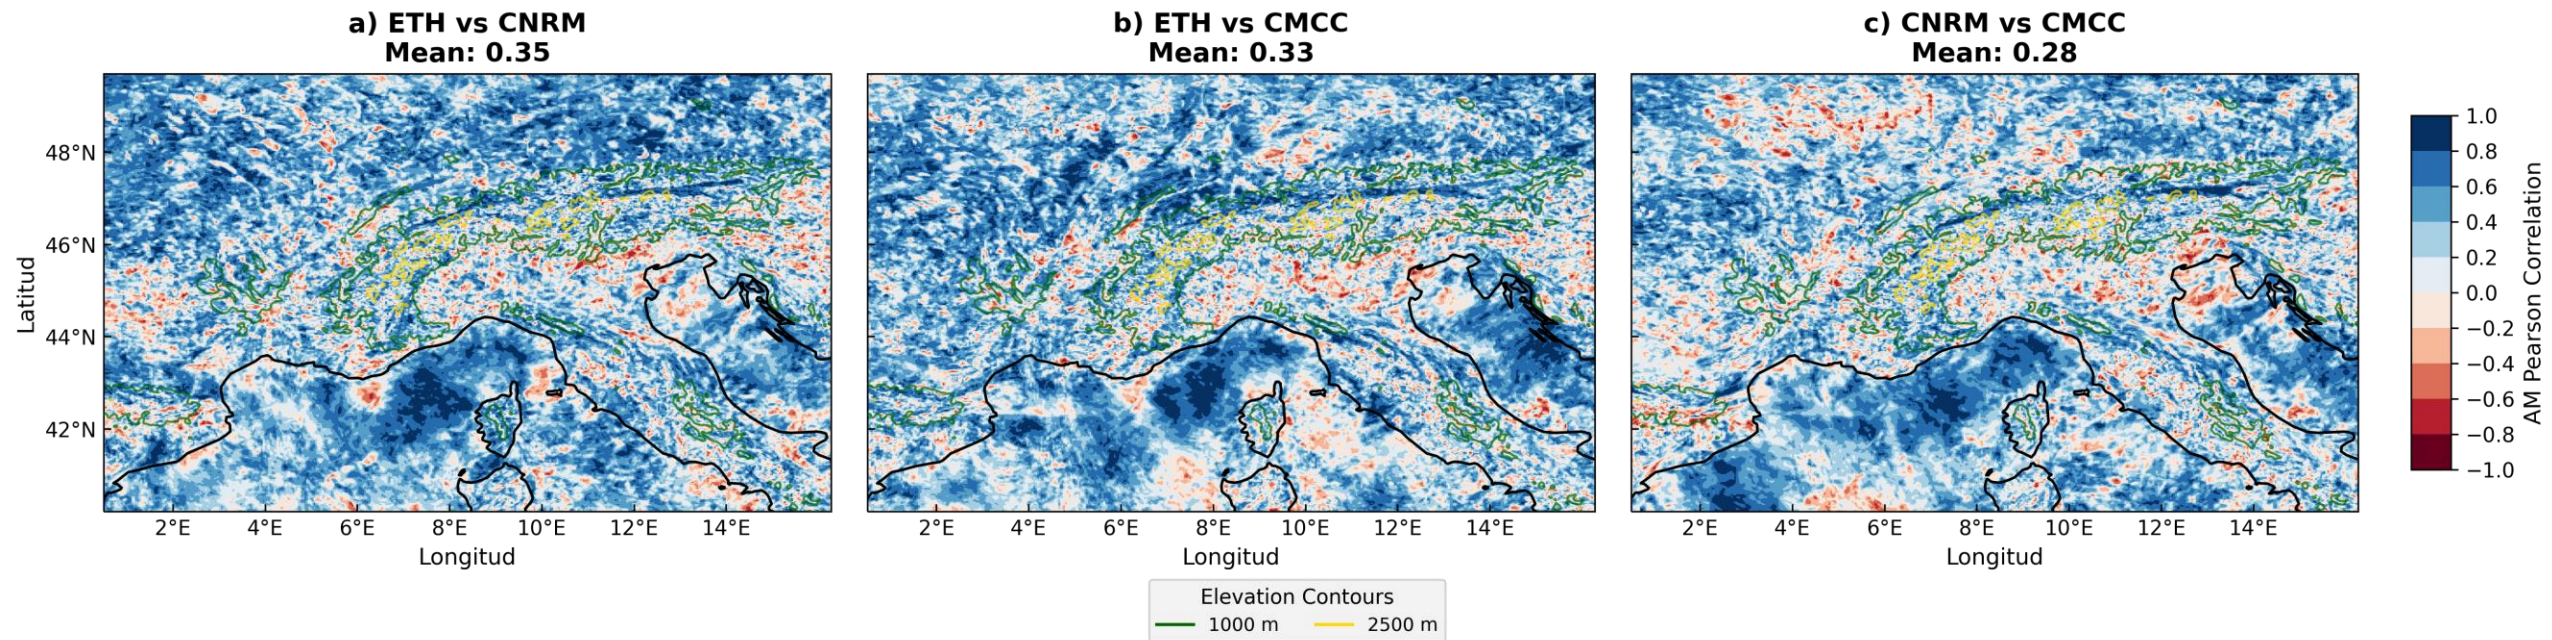 a) ETH vs CNRM
Mean: 0.35
b) ETH vs CMCC
Mean: 0.33
c) CNRM vs CMCC
Mean: 0.28
48°N
46°N
44°N
42°N
Latitud
2°E 4°E 6°E 8°E 10°E 12°E 14°E
Longitud
2°E 4°E 6°E 8°E 10°E 12°E 14°E
Longitud
2°E 4°E 6°E 8°E 10°E 12°E 14°E
Longitud
1.0
0.8
0.6
0.4
0.2
0.0
−0.2
−0.4
−0.6
−0.8
−1.0
AM Pearson Correlation
Elevation Contours
1000 m 2500 m